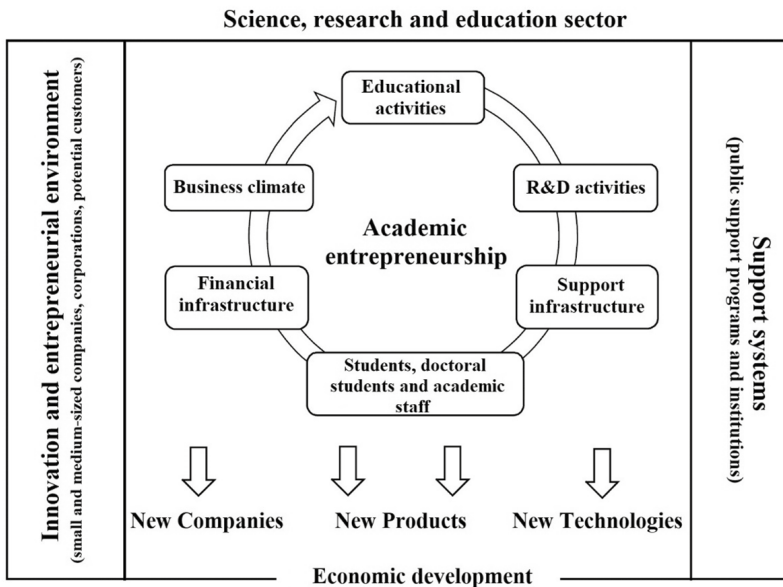 Science, research and education sector
Innovation and entrepreneurial environment
(small and medium-sized companies, corporations, potential customers)
Educational
activities
Business climate
R&D activities
Academic
entrepreneurship
Financial
infrastructure
Support
infrastructure
Students, doctoral
students and academic
staff
Support systems
(public support programs and institutions)
New Companies
New Products
New Technologies
Economic development